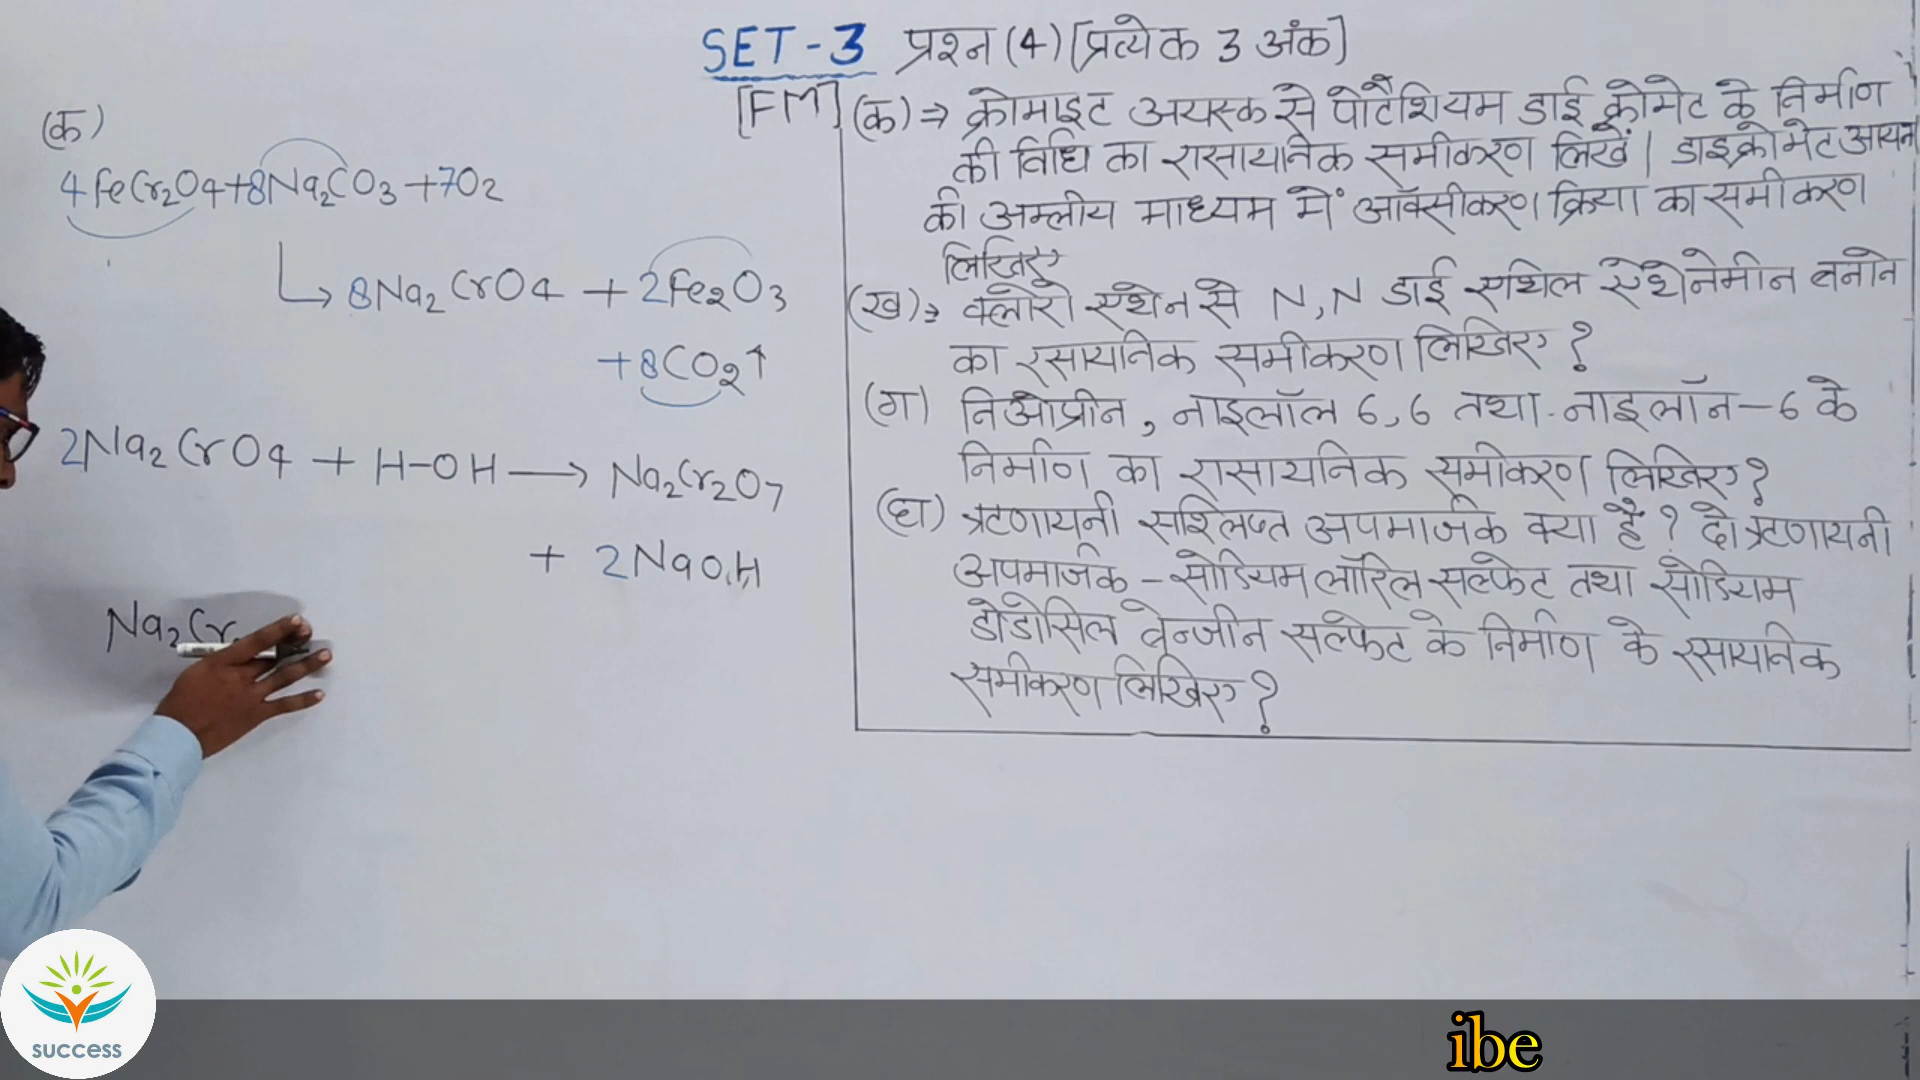 SET-3 प्रश्न (4) [प्रत्येक 3 अंक]
[FM] (क) ⇒ क्रोमाइट अयस्क से पोटैशियम डाई क्रोमेट के निर्माण
की विधि का रासायनिक समीकरण लिखें | डाइक्रोमेट आयन
की अम्लीय माध्यम में ऑक्सीकरण क्रिया का समीकरण
लिखिए
(ख) ⇒ क्लोरो एथेन से N,N डाई एथिल ऐथेनेमीन बनाने
का रसायनिक समीकरण लिखिए ?
(ग) निओप्रीन, नाइलॉल 6,6 तथा नाइलॉन-6 के
निर्माण का रासायनिक समीकरण लिखिए ?
(घ) ऋणायनी सश्लिष्त अपमार्जक क्या है ? दो ऋणायनी
अपमार्जक - सोडियम लॉरिल सल्फेट तथा सोडियम
डोडोसिल बेन्जीन सल्फेट के निर्माण के रसायनिक
समीकरण लिखिए ?
(क)
4FeCr₂O₄+8Na₂CO₃+7O₂
→ 8Na₂CrO₄ + 2Fe₂O₃
+8CO₂↑
2Na₂CrO₄ + H-OH → Na₂Cr₂O₇
+ 2NaOH
Na₂Cr₂
success
ibe